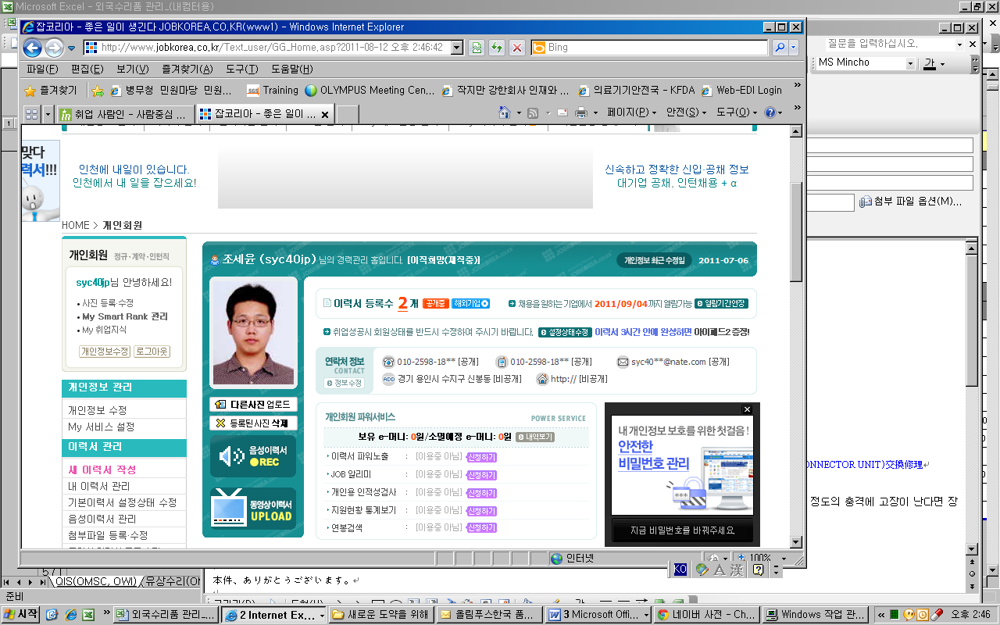 Microsoft Excel - 외국수리품 관리_(내컴터용)
잡코리아 - 좋은 일이 생긴다 JOBKOREA.CO.KR(www1) - Windows Internet Explorer
http://www.jobkorea.co.kr/Text_user/GG_Home.asp?2011-08-12 오후 2:46:42
Bing
질문을 입력하십시오.
파일(F) 편집(E) 보기(V) 즐겨찾기(A) 도구(T) 도움말(H)
MS Mincho 가
즐겨찾기 병무청 민원마당 민원... Training OLYMPUS Meeting Cen... 작지만 강한회사 인재와 ... 의료기기안전국 - KFDA Web-EDI Login
취업 사람인 - 사람중심 ... 잡코리아 - 좋은 일이 ... 페이지(P) 안전(S) 도구(O)
1
맞다
력서!!!
인천에 내일이 있습니다.
인천에서 내 일을 잡으세요!
신속하고 정확한 신입·공채 정보
대기업 공채, 인턴채용 + α
첨부 파일 옵션(M)...
HOME > 개인회원
개인회원 정규·계약·인턴직
syc40jp님 안녕하세요!
• 사진 등록·수정
• My Smart Rank 관리
• My 취업지식
개인정보수정 로그아웃
개인정보 관리
개인정보 수정
My 서비스 설정
이력서 관리
새 이력서 작성
내 이력서 관리
기본이력서 설정상태 수정
음성이력서 관리
첨부파일 등록·수정
조세윤 (syc40jp) 님의 경력관리 홈입니다. [이직희망(재직중)]
개인정보 최근 수정일 2011-07-06
다른사진 업로드
등록된사진 삭제
음성이력서
REC
동영상 이력서
UPLOAD
이력서 등록수 2 개 공개중 해외기업 채용을 원하는 기업에서 2011/09/04까지 열람가능 열람기간연장
취업성공시 회원상태를 반드시 수정하여 주시기 바랍니다. 설정상태수정 이력서 3시간 안에 완성하면 아이패드2 증정!
연락처 정보
CONTACT
정보수정
010-2598-18** [공개] 010-2598-18** [공개] syc40**@nate.com [공개]
ADD 경기 용인시 수지구 신봉동 [비공개] http:// [비공개]
개인회원 파워서비스 POWER SERVICE
보유 e-머니: 0원/소멸예정 e-머니: 0원 내역보기
이력서 파워노출 : [이용중 아님] 신청하기
JOB 알리미 : [이용중 아님] 신청하기
개인용 인적성검사 : [이용중 아님] 신청하기
지원현황 통계보기 : [이용중 아님] 신청하기
연봉검색 : [이용중 아님] 신청하기
내 개인정보 보호를 위한 첫걸음!
안전한
비밀번호 관리
***
지금 비밀번호를 바꿔주세요.
ONNECTOR UNIT)交換修理
정도의 충격에 고장이 난다면 장
인터넷 100%
KO A 漢
571
QIS(OMSC, OWI) 유상수리(O
本件、ありがとうございます。
준비
시작 외국수리품 관리_... 2 Internet Ex... 새로운 도약을 위해 올림푸스한국 품... 3 Microsoft Offi... 네이버 사전 - Ch... Windows 작업 관... 오후 2:46